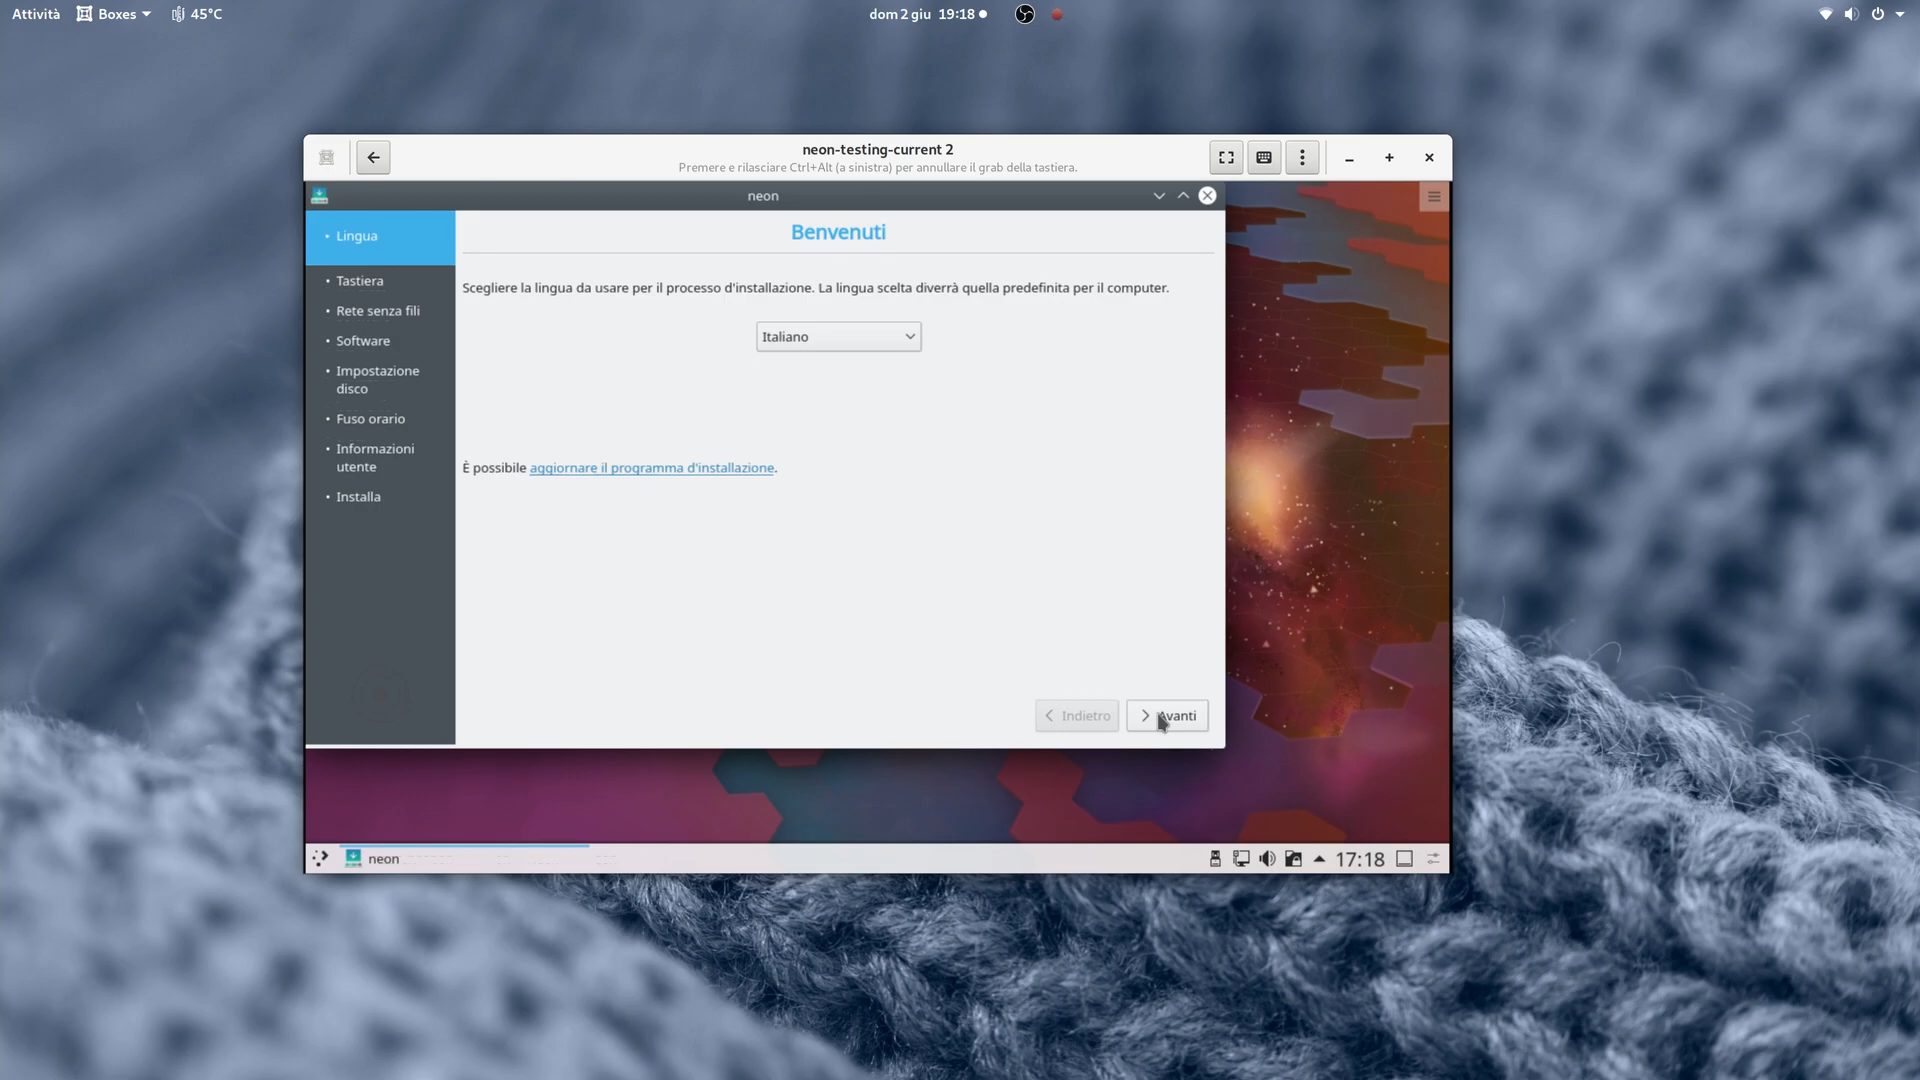 Attività Boxes 45°C dom 2 giu 19:18
neon-testing-current 2
Premere e rilasciare Ctrl+Alt (a sinistra) per annullare il grab della tastiera.
neon
Lingua
Tastiera
Rete senza fili
Software
Impostazione
disco
Fuso orario
Informazioni
utente
Installa
Benvenuti
Scegliere la lingua da usare per il processo d'installazione. La lingua scelta diverrà quella predefinita per il computer.
Italiano
È possibile aggiornare il programma d'installazione.
Indietro Avanti
neon 17:18